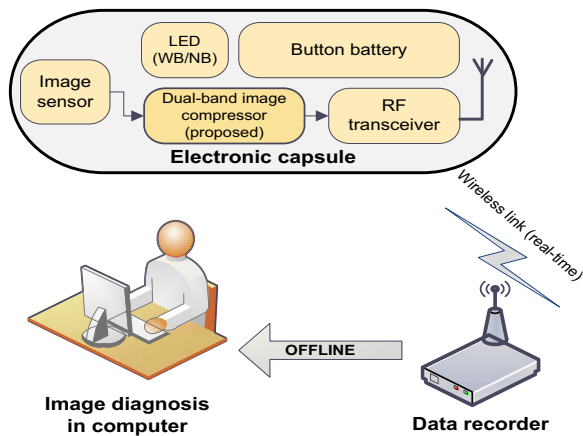 LED
(WB/NB)
Button battery
Image
sensor
Dual-band image
compressor
(proposed)
RF
transceiver
Electronic capsule
Wireless link (real-time)
OFFLINE
Image diagnosis
in computer
Data recorder